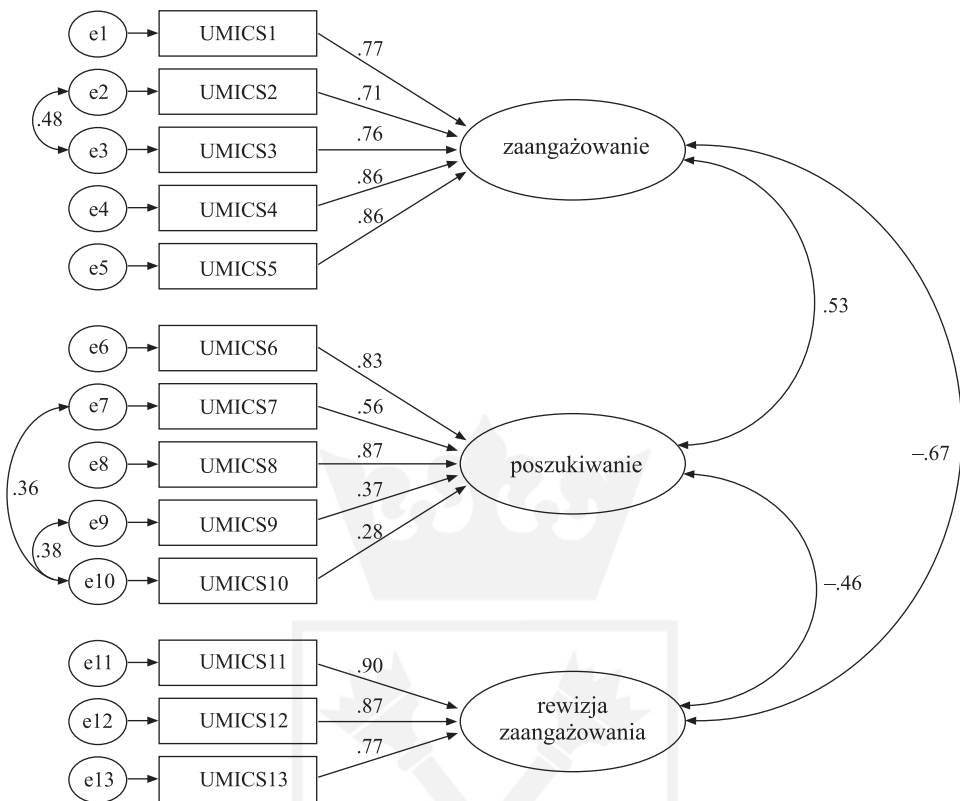 e1 UMICS1 .77
e2 UMICS2 .71
.48
e3 UMICS3 .76 zaangażowanie
e4 UMICS4 .86
e5 UMICS5 .86
.53
e6 UMICS6 .83
e7 UMICS7 .56
e8 UMICS8 .87 poszukiwanie
–.67
.36
e9 UMICS9 .37
.38
e10 UMICS10 .28
–.46
e11 UMICS11 .90
e12 UMICS12 .87 rewizja
zaangażowania
e13 UMICS13 .77